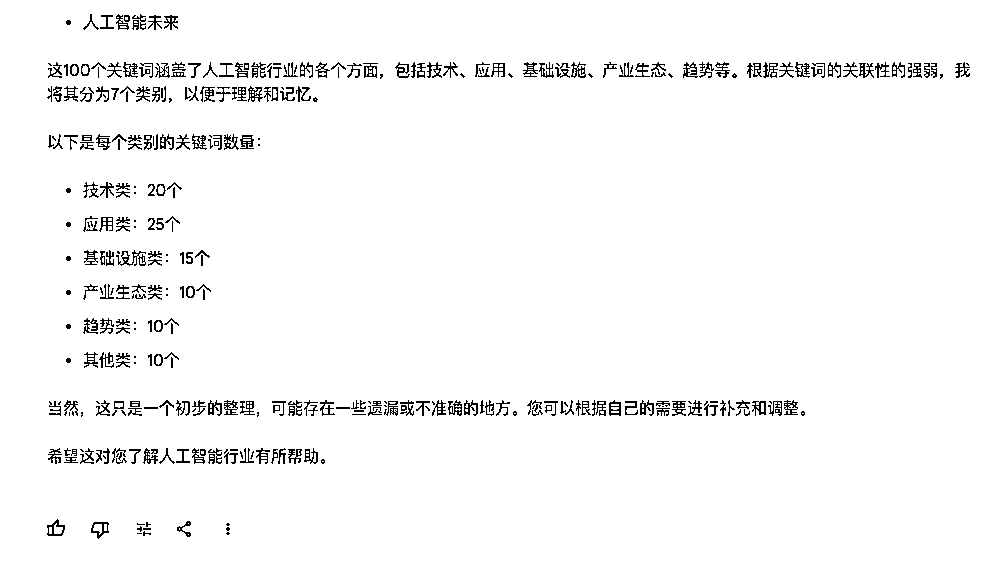 人工智能未来
这100个关键词涵盖了人工智能行业的各个方面，包括技术、应用、基础设施、产业生态、趋势等。根据关键词的关联性的强弱，我
将其分为7个类别，以便于理解和记忆。
以下是每个类别的关键词数量：
技术类：20个
应用类：25个
基础设施类：15个
产业生态类：10个
趋势类：10个
其他类：10个
当然，这只是一个初步的整理，可能存在一些遗漏或不准确的地方。您可以根据自己的需要进行补充和调整。
希望这对您了解人工智能行业有所帮助。